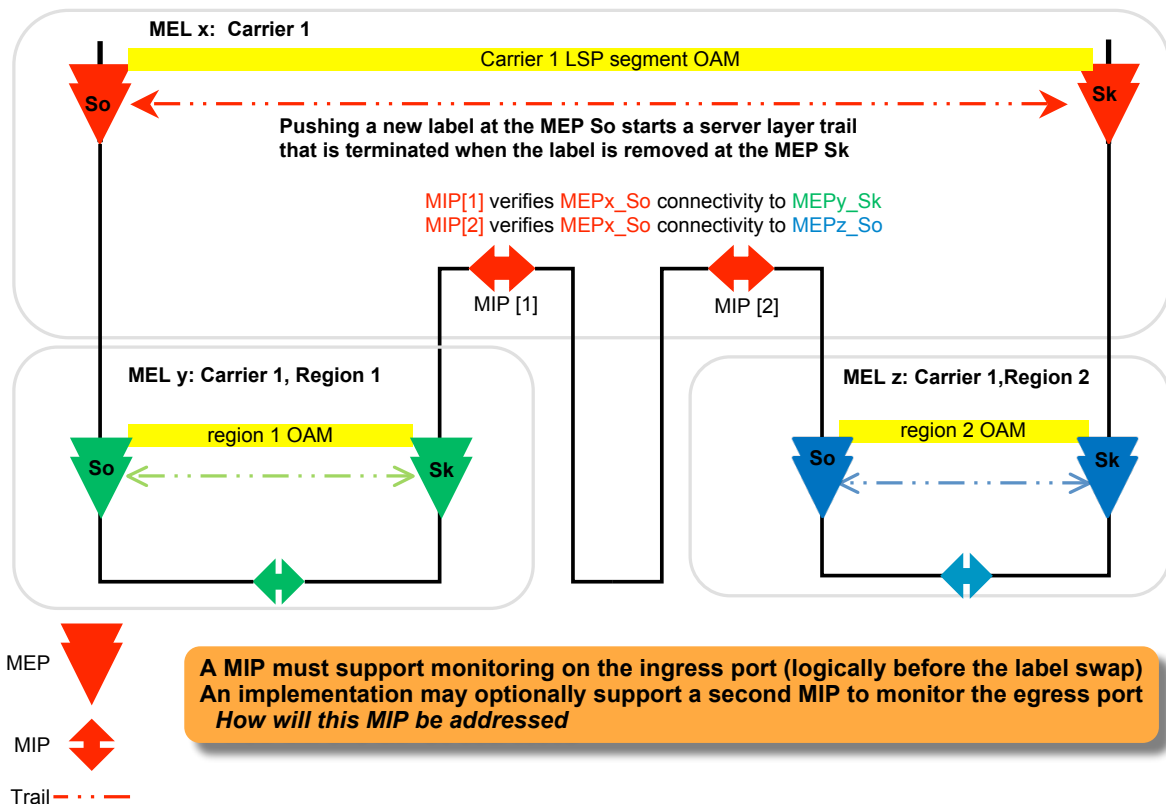 MEL x:  Carrier 1
Carrier 1 LSP segment OAM
So
Sk
Pushing a new label at the MEP So starts a server layer trail
that is terminated when the label is removed at the MEP Sk
MIP[1] verifies MEPx_So connectivity to MEPy_Sk
MIP[2] verifies MEPx_So connectivity to MEPz_So
MIP [1]
MIP [2]
MEL y: Carrier 1, Region 1
region 1 OAM
So
Sk
MEL z: Carrier 1,Region 2
region 2 OAM
So
Sk
MEP
MIP
Trail
A MIP must support monitoring on the ingress port (logically before the label swap)
An implementation may optionally support a second MIP to monitor the egress port
How will this MIP be addressed